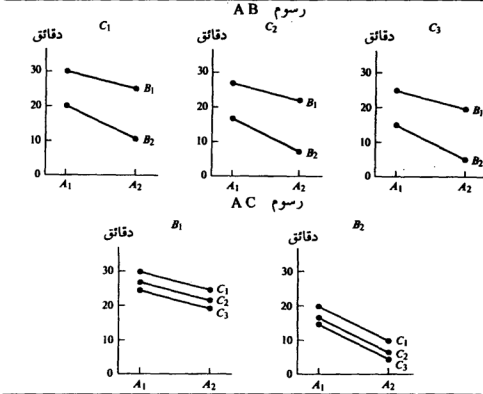 رسوم A B
C₁ C₂ C₃
دقائق دقائق دقائق
30 30 30
B₁ B₁ B₁
20 20 20
10 10 10
B₂ B₂ B₂
0 0 0
A₁ A₂ A₁ A₂ A₁ A₂
رسوم A C
B₁ B₂
دقائق دقائق
30 30
C₁
C₂
C₃
20 20
10 10
C₁
C₂
C₃
0 0
A₁ A₂ A₁ A₂